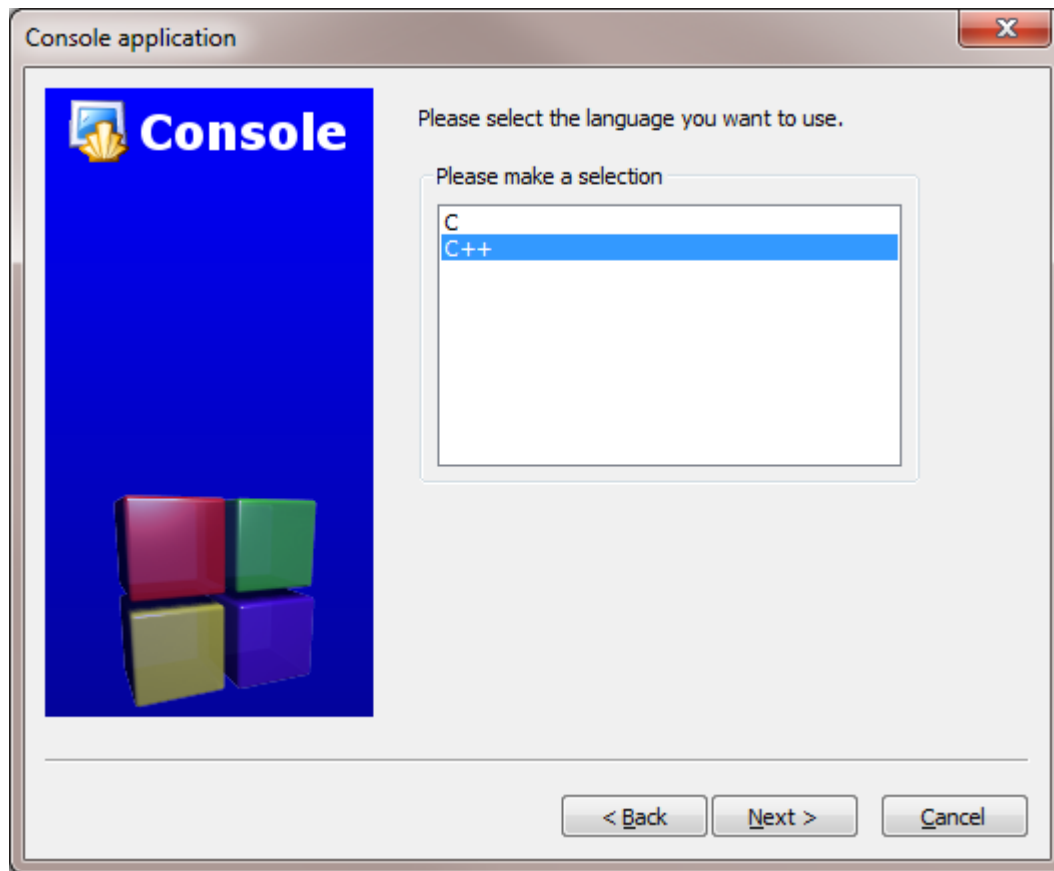 Console application
Console
Please select the language you want to use.
Please make a selection
C
C++
< Back
Next >
Cancel